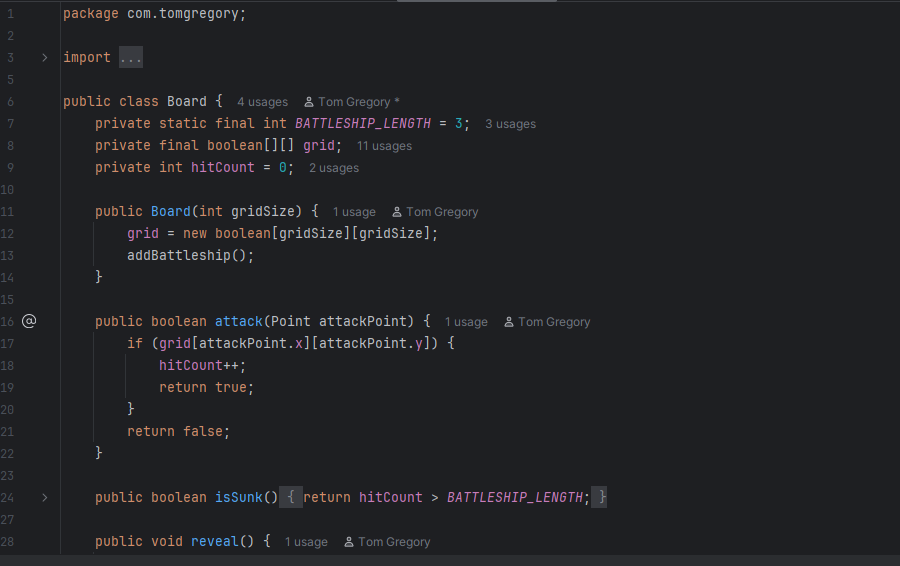 1 package com.tomgregory;
2
3 import ...
5
6 public class Board { 4 usages Tom Gregory *
7 private static final int BATTLESHIP_LENGTH = 3; 3 usages
8 private final boolean[][] grid; 11 usages
9 private int hitCount = 0; 2 usages
10
11 public Board(int gridSize) { 1 usage Tom Gregory
12 grid = new boolean[gridSize][gridSize];
13 addBattleship();
14 }
15
16 @ public boolean attack(Point attackPoint) { 1 usage Tom Gregory
17 if (grid[attackPoint.x][attackPoint.y]) {
18 hitCount++;
19 return true;
20 }
21 return false;
22 }
23
24 public boolean isSunk() { return hitCount > BATTLESHIP_LENGTH; }
27
28 public void reveal() { 1 usage Tom Gregory